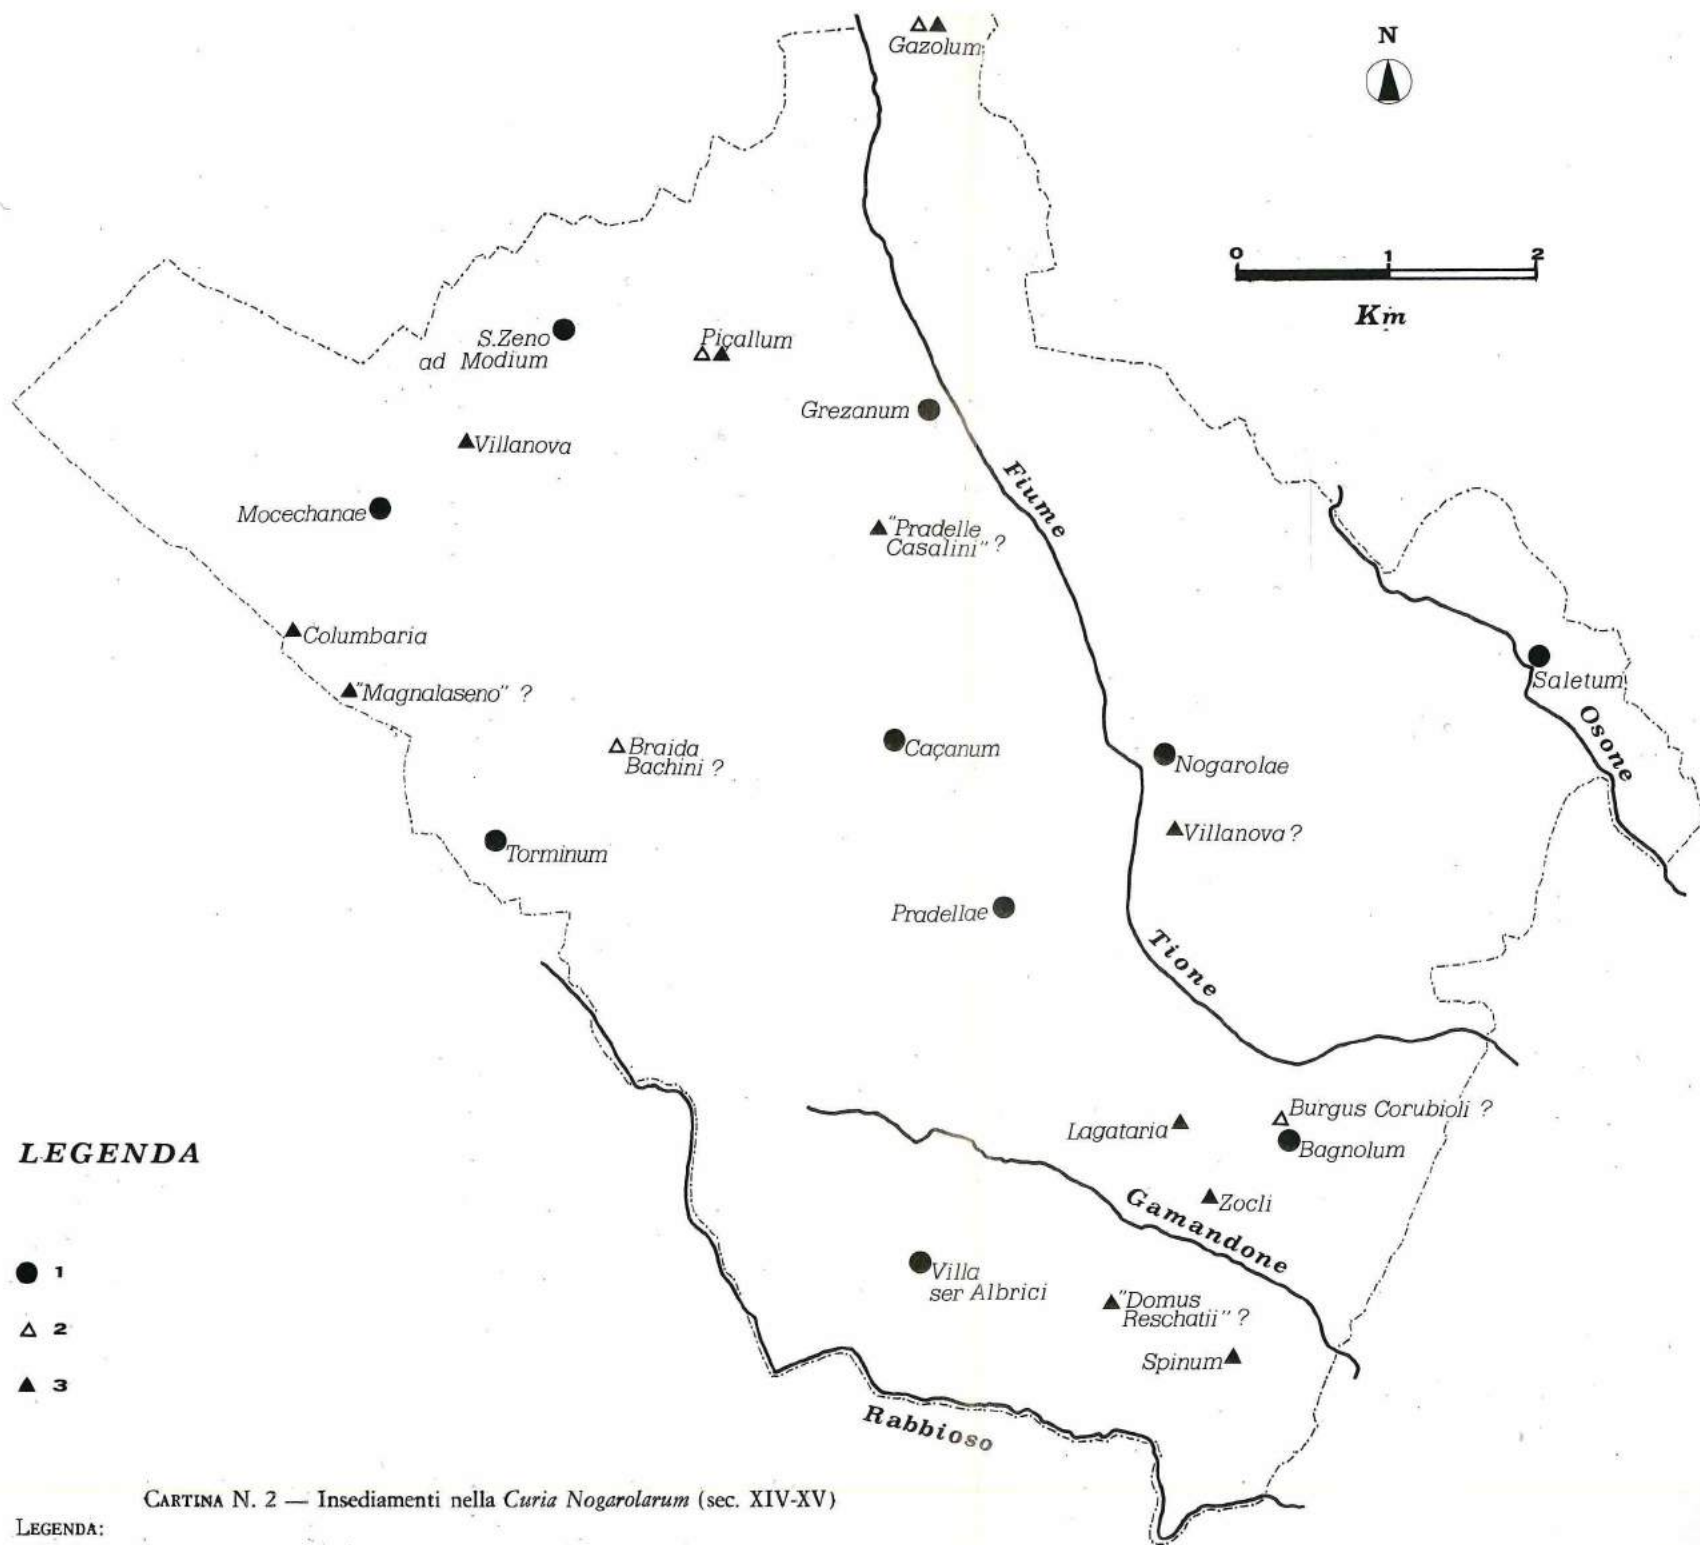 Gazolum
N
0 1 2
Km
S.Zeno
ad Modium
Piçallum
Grezanum
Villanova
Fiume
Mocechanae
"Pradelle
Casalini" ?
Columbaria
Saletum
"Magnalaseno" ?
Osone
Braida
Bachini ?
Caçanum
Nogarolae
Villanova ?
Torminum
Pradellae
Tione
Burgus Corubioli ?
Lagataria
Bagnolum
LEGENDA
Zocli
Gamandone
1
Villa
ser Albrici
"Domus
Reschatii" ?
2
Spinum
3
Rabbioso
CARTINA N. 2 — Insediamenti nella Curia Nogarolarum (sec. XIV-XV)
LEGENDA: